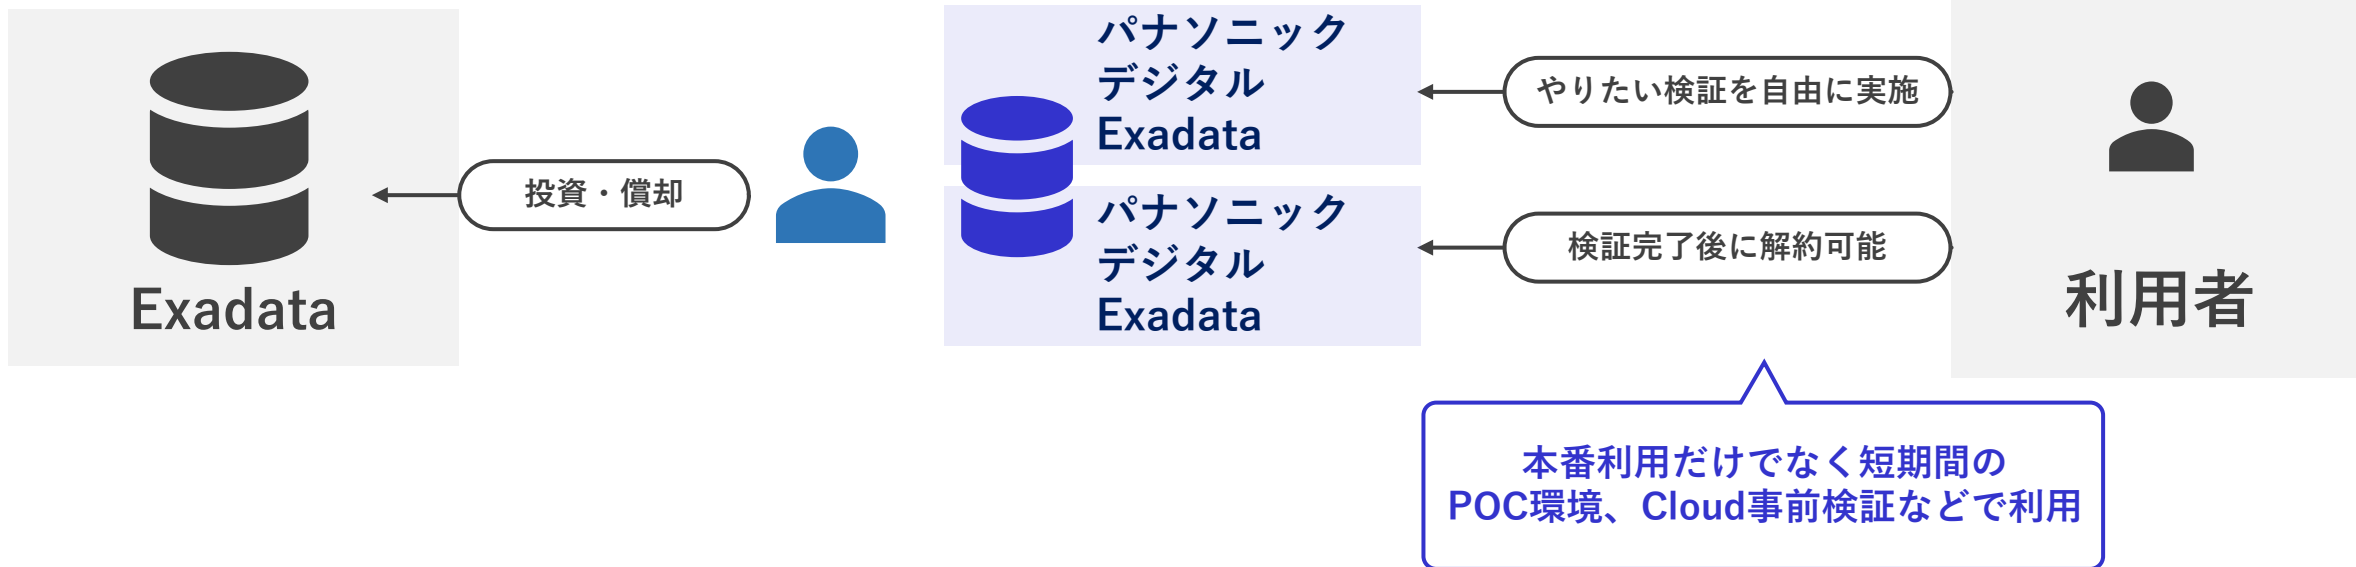 Exadata
投資・償却
パナソニック
デジタル
Exadata
パナソニック
デジタル
Exadata
やりたい検証を自由に実施
検証完了後に解約可能
利用者
本番利用だけでなく短期間の
POC環境、Cloud事前検証などで利用